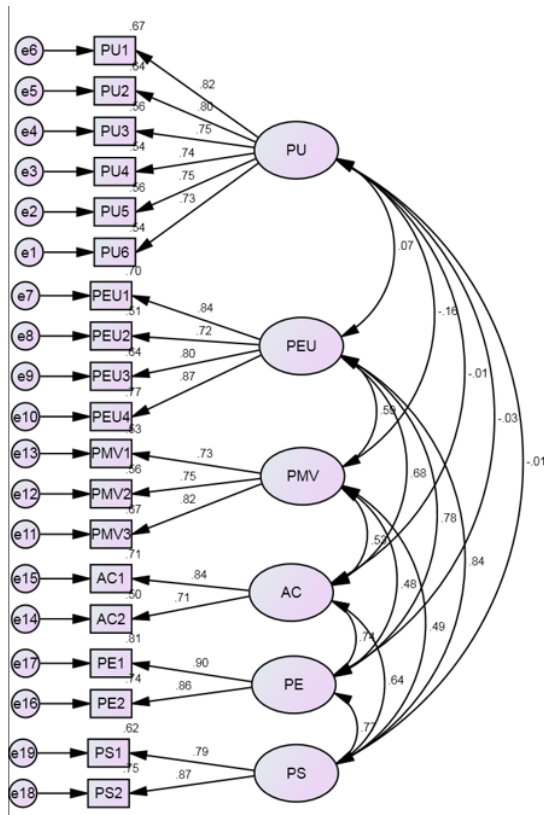 .67
e6 PU1
.64 .82
e5 PU2
.56 .80
e4 PU3 .75 PU
.54 .74
e3 PU4
.56 .75
e2 PU5
.54 .73
e1 PU6
.07
.70
e7 PEU1
.51 .84 -.16
e8 PEU2 .72
.64 PEU
e9 PEU3 .80 -.01
.77 .87
e10 PEU4 .59 -.03
.53
e13 PMV1 .73 -.01
.56 .68
e12 PMV2 .75 PMV
.67 .82 .78
e11 PMV3 .53
.71 .48 .84
e15 AC1 .84
.50 AC
e14 AC2 .71 .49
.81 .74
e17 PE1 .90
.74 PE .64
e16 PE2 .86
.62 .77
e19 PS1 .79
.75 PS
e18 PS2 .87